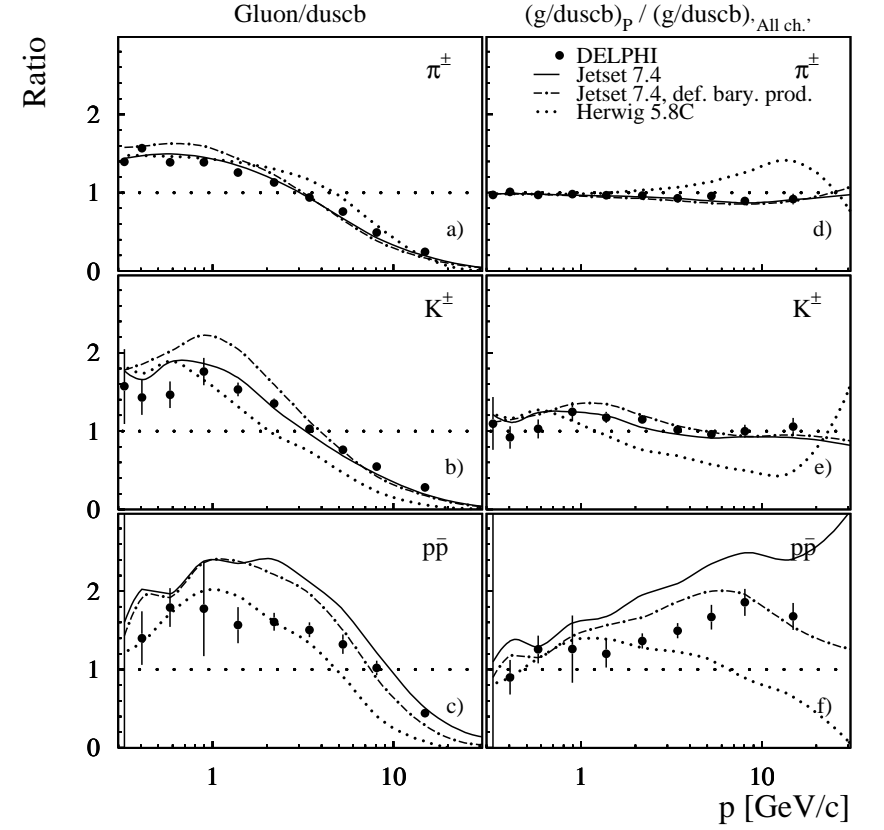 Gluon/duscb
(g/duscb)P / (g/duscb)'All ch.'
Ratio
π±
π±
DELPHI
Jetset 7.4
Jetset 7.4, def. bary. prod.
Herwig 5.8C
2
1
0
a)
d)
K±
K±
2
1
0
b)
e)
pp̄
pp̄
2
1
0
c)
f)
1
10
1
10
p [GeV/c]